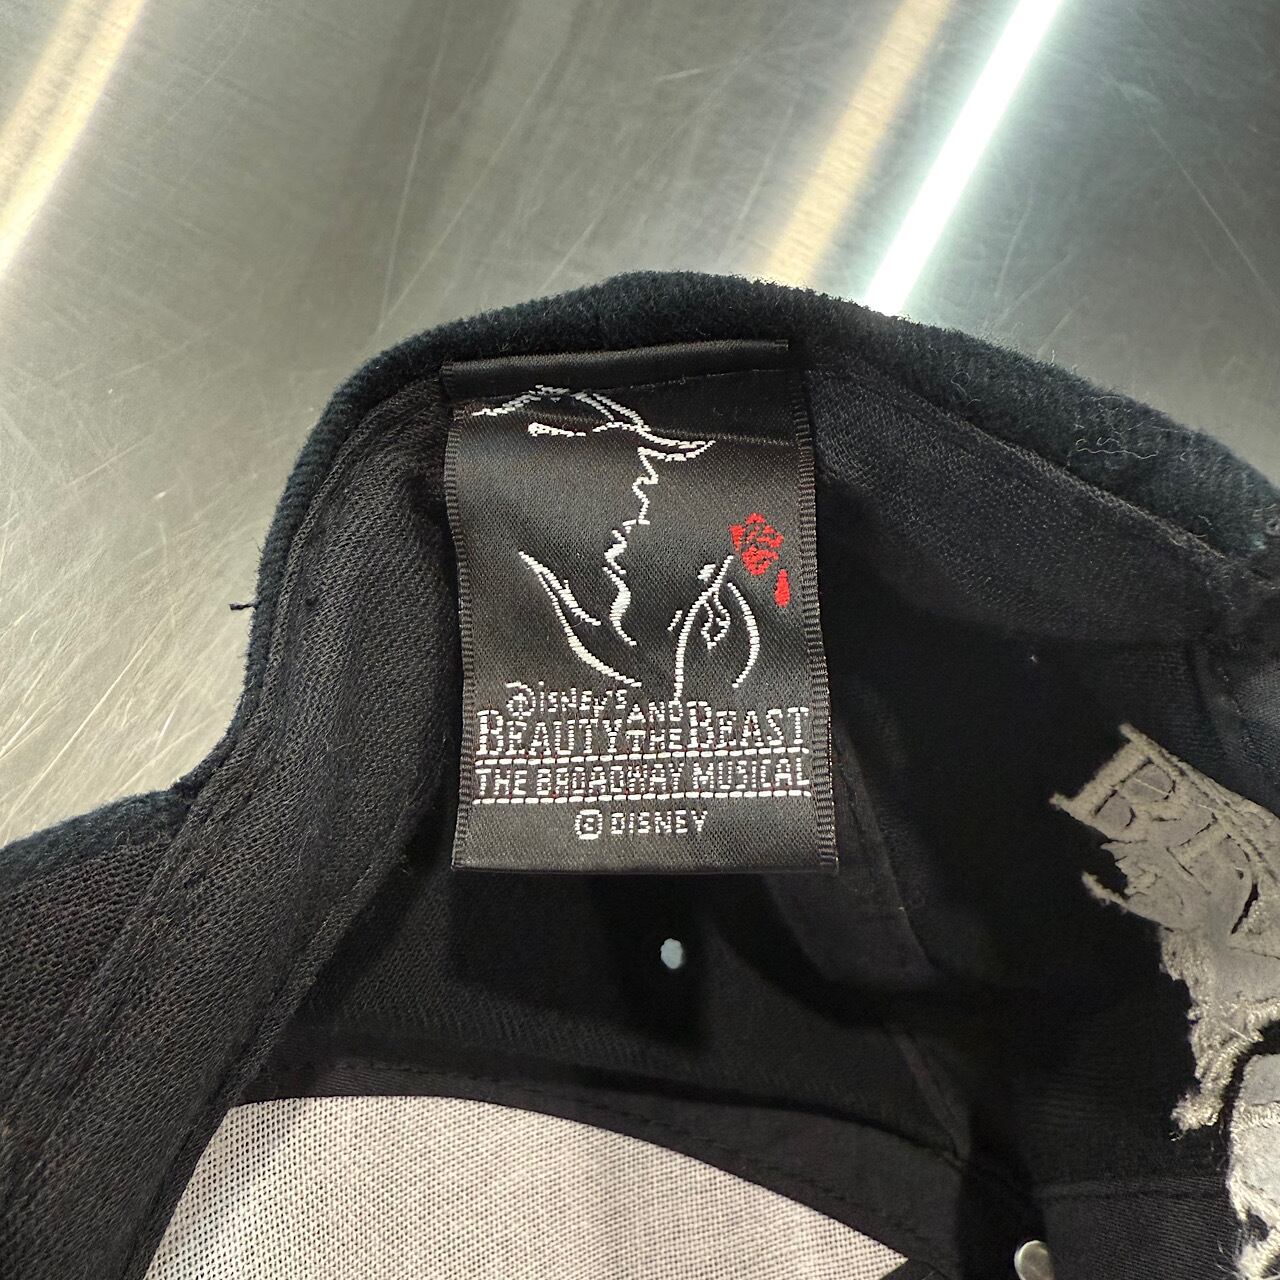 DISNEY'S
BEAUTY AND THE BEAST
THE BROADWAY MUSICAL
© DISNEY